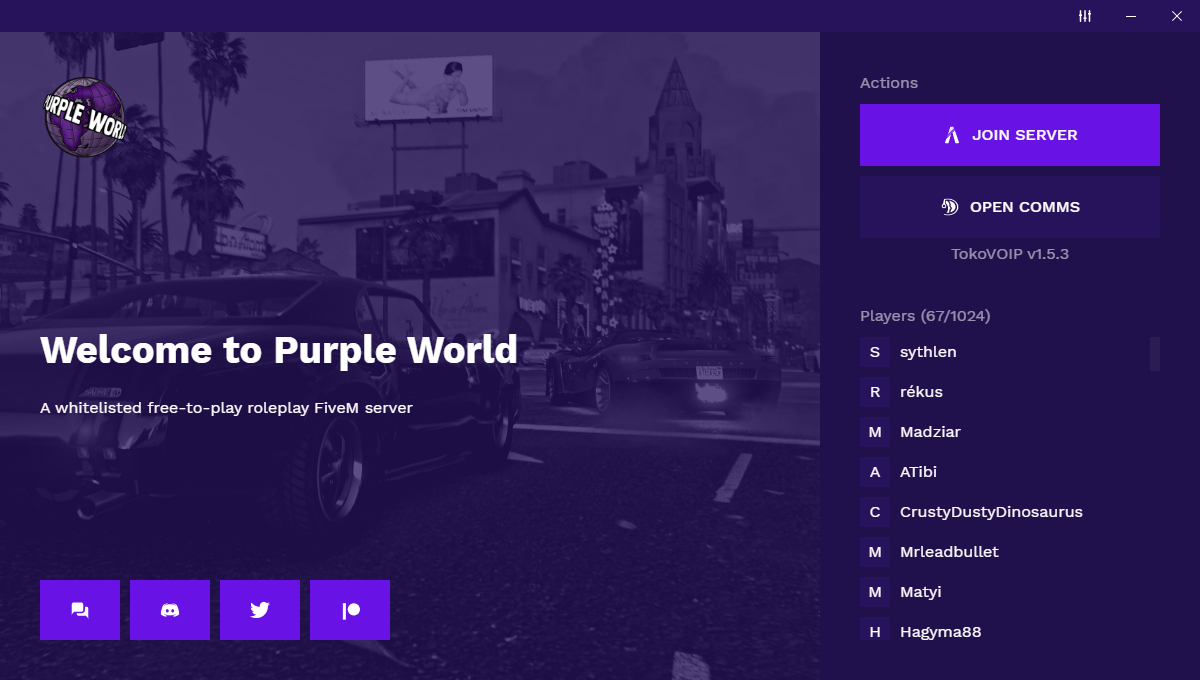 PURPLE WORLD
Welcome to Purple World
A whitelisted free-to-play roleplay FiveM server
Actions
JOIN SERVER
OPEN COMMS
TokoVOIP v1.5.3
Players (67/1024)
S sythlen
R rékus
M Madziar
A ATibi
C CrustyDustyDinosaurus
M Mrleadbullet
M Matyi
H Hagyma88